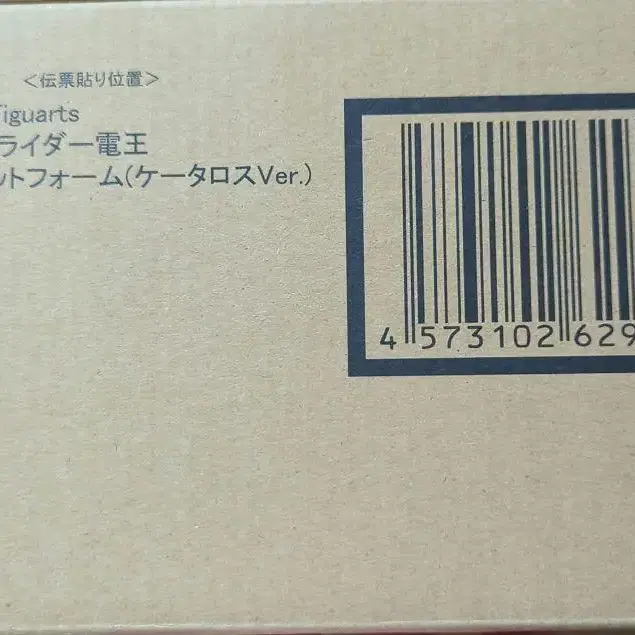 <伝票貼り位置>
iguarts
ライダー電王
ットフォーム(ケータロスVer.)
4 573102 629